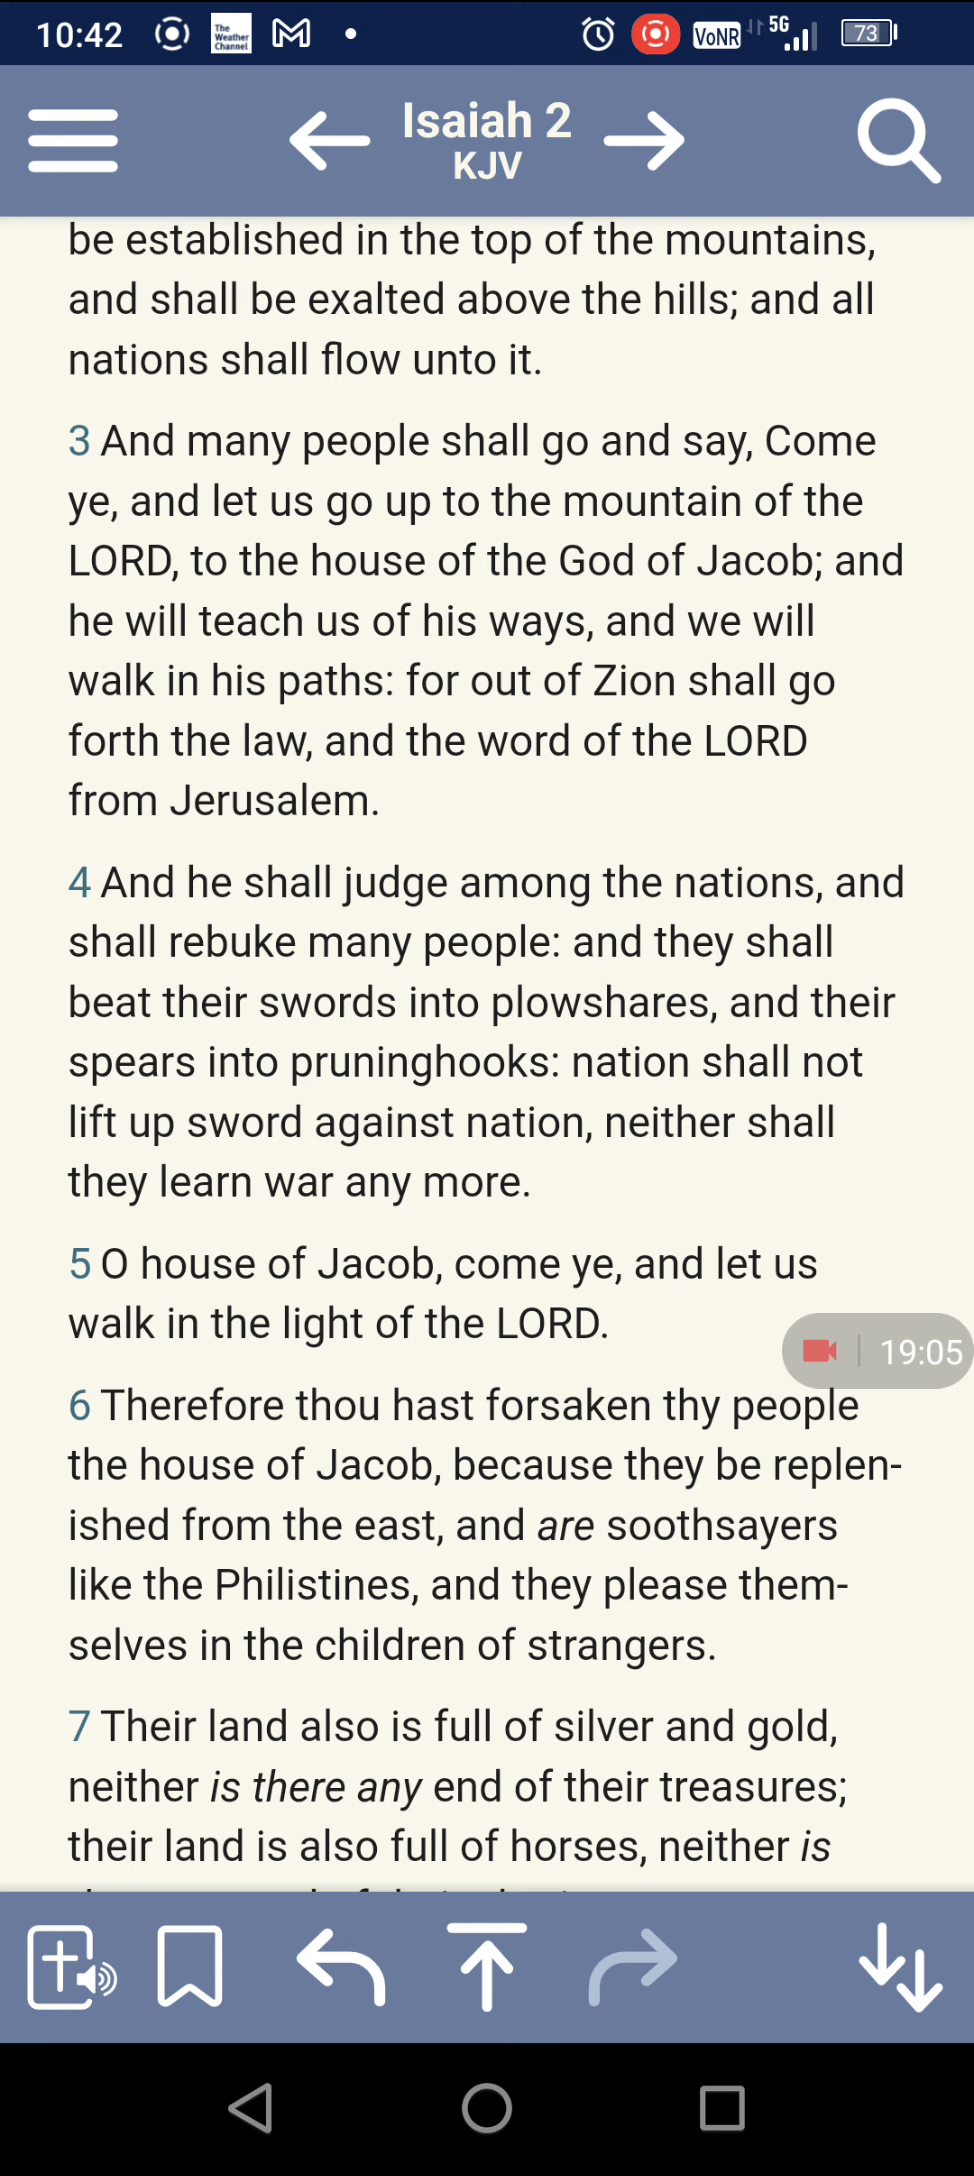 10:42
The
Weather
Channel
VoNR
5G
73
Isaiah 2
KJV
be established in the top of the mountains,
and shall be exalted above the hills; and all
nations shall flow unto it.
3 And many people shall go and say, Come
ye, and let us go up to the mountain of the
LORD, to the house of the God of Jacob; and
he will teach us of his ways, and we will
walk in his paths: for out of Zion shall go
forth the law, and the word of the LORD
from Jerusalem.
4 And he shall judge among the nations, and
shall rebuke many people: and they shall
beat their swords into plowshares, and their
spears into pruninghooks: nation shall not
lift up sword against nation, neither shall
they learn war any more.
5 O house of Jacob, come ye, and let us
walk in the light of the LORD.
19:05
6 Therefore thou hast forsaken thy people
the house of Jacob, because they be replen-
ished from the east, and are soothsayers
like the Philistines, and they please them-
selves in the children of strangers.
7 Their land also is full of silver and gold,
neither is there any end of their treasures;
their land is also full of horses, neither is